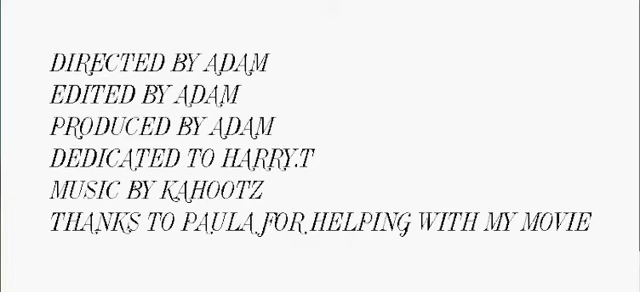 DIRECTED BY ADAM
EDITED BY ADAM
PRODUCED BY ADAM
DEDICATED TO HARRY.T
MUSIC BY KAHOOTZ
THANKS TO PAULA FOR HELPING WITH MY MOVIE